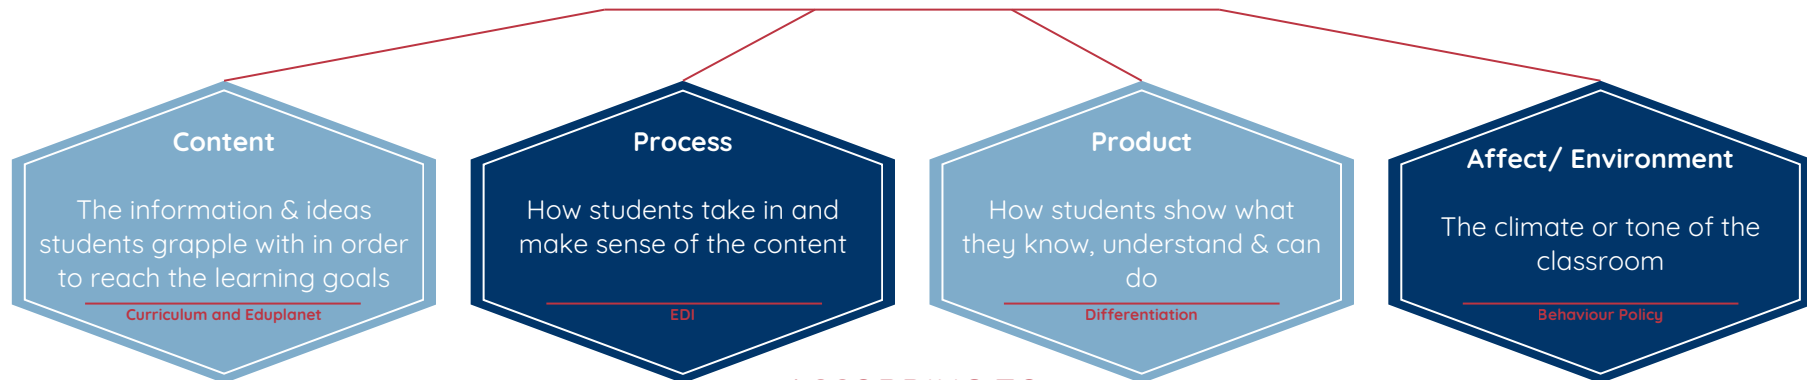 Content
The information & ideas
students grapple with in order
to reach the learning goals
Curriculum and Eduplanet
Process
How students take in and
make sense of the content
EDI
Product
How students show what
they know, understand & can
do
Differentiation
Affect/ Environment
The climate or tone of the
classroom
Behaviour Policy
ACCORDING TO